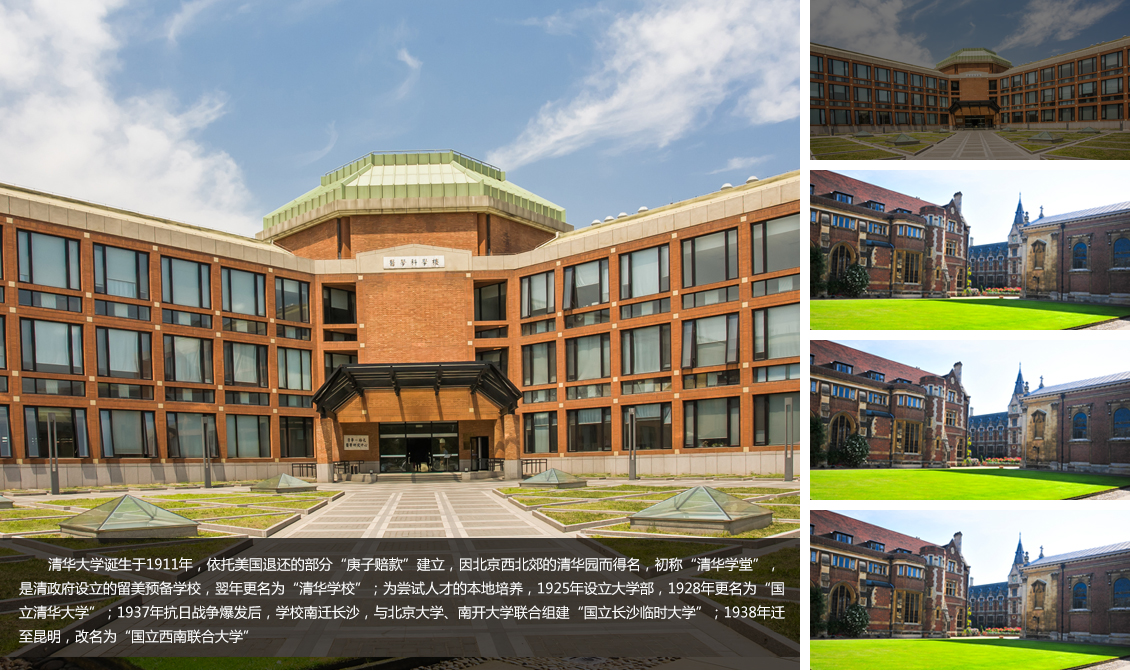 醫學科學樓
清华大学诞生于1911年，依托美国退还的部分“庚子赔款”建立，因北京西北郊的清华园而得名，初称“清华学堂”，
是清政府设立的留美预备学校，翌年更名为“清华学校”；为尝试人才的本地培养，1925年设立大学部，1928年更名为“国
立清华大学”；1937年抗日战争爆发后，学校南迁长沙，与北京大学、南开大学联合组建“国立长沙临时大学”；1938年迁
至昆明，改名为“国立西南联合大学”